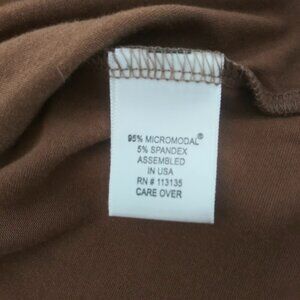 95% MICROMODAL®
5% SPANDEX
ASSEMBLED
IN USA
RN # 113135
CARE OVER